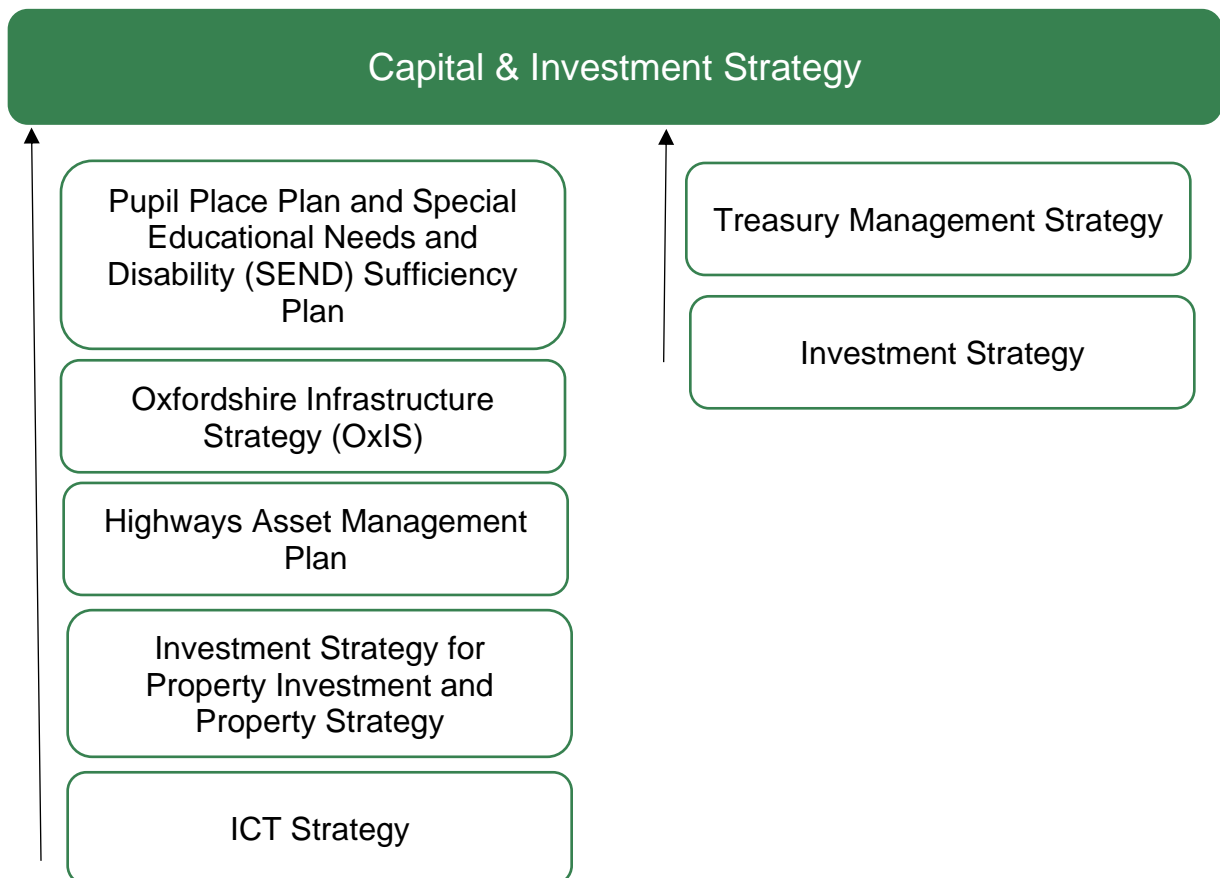 Capital & Investment Strategy
Pupil Place Plan and Special
Educational Needs and
Disability (SEND) Sufficiency
Plan
Oxfordshire Infrastructure
Strategy (OxIS)
Highways Asset Management
Plan
Investment Strategy for
Property Investment and
Property Strategy
ICT Strategy
Treasury Management Strategy
Investment Strategy